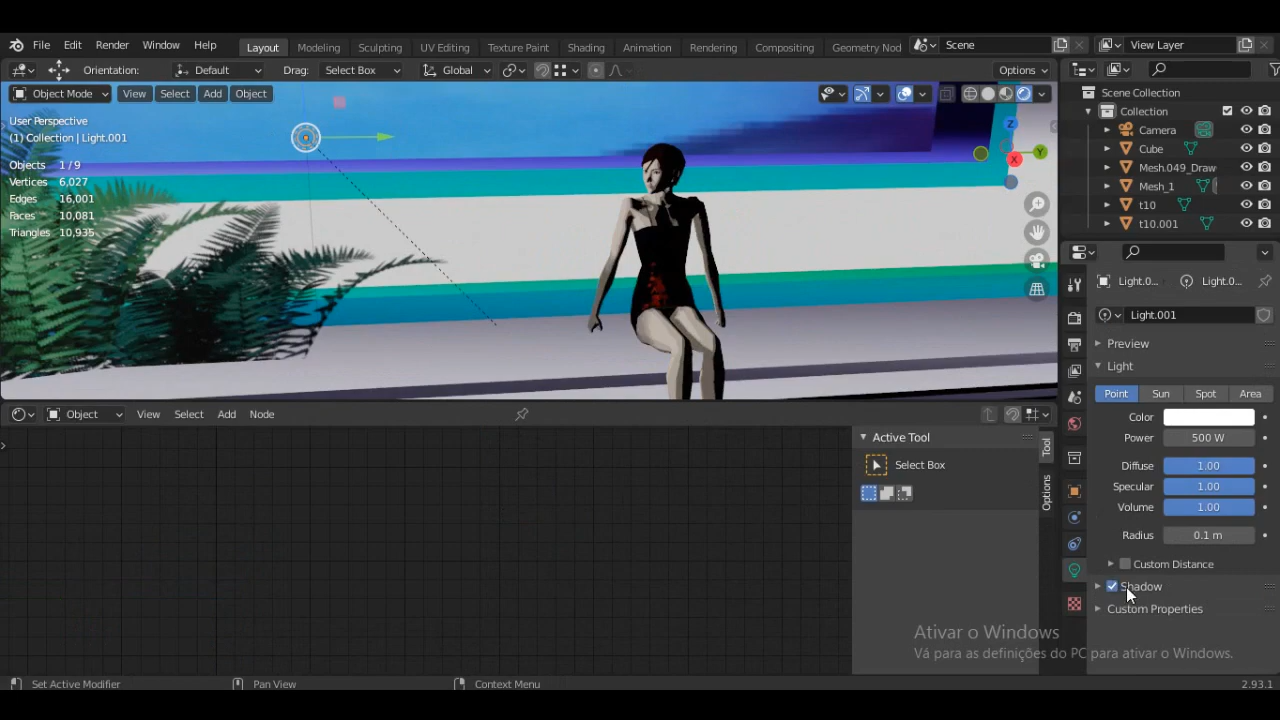 File Edit Render Window Help Layout Modeling Sculpting UV Editing Texture Paint Shading Animation Rendering Compositing Geometry Nod Scene View Layer
Orientation: Default Drag: Select Box Global Options
Object Mode View Select Add Object
User Perspective
(1) Collection | Light.001
Objects 1 / 9
Vertices 6,027
Edges 16,001
Faces 10,081
Triangles 10,935
Z
Y
X
Scene Collection
Collection
Camera
Cube
Mesh.049_Draw
Mesh_1
t10
t10.001
Light.0... Light.0...
Light.001
Preview
Light
Point Sun Spot Area
Color
Power 500 W
Diffuse 1.00
Specular 1.00
Volume 1.00
Radius 0.1 m
Custom Distance
Shadow
Custom Properties
Object View Select Add Node
Active Tool
Select Box
Tool
Options
Ativar o Windows
Vá para as definições do PC para ativar o Windows.
Set Active Modifier Pan View Context Menu 2.93.1